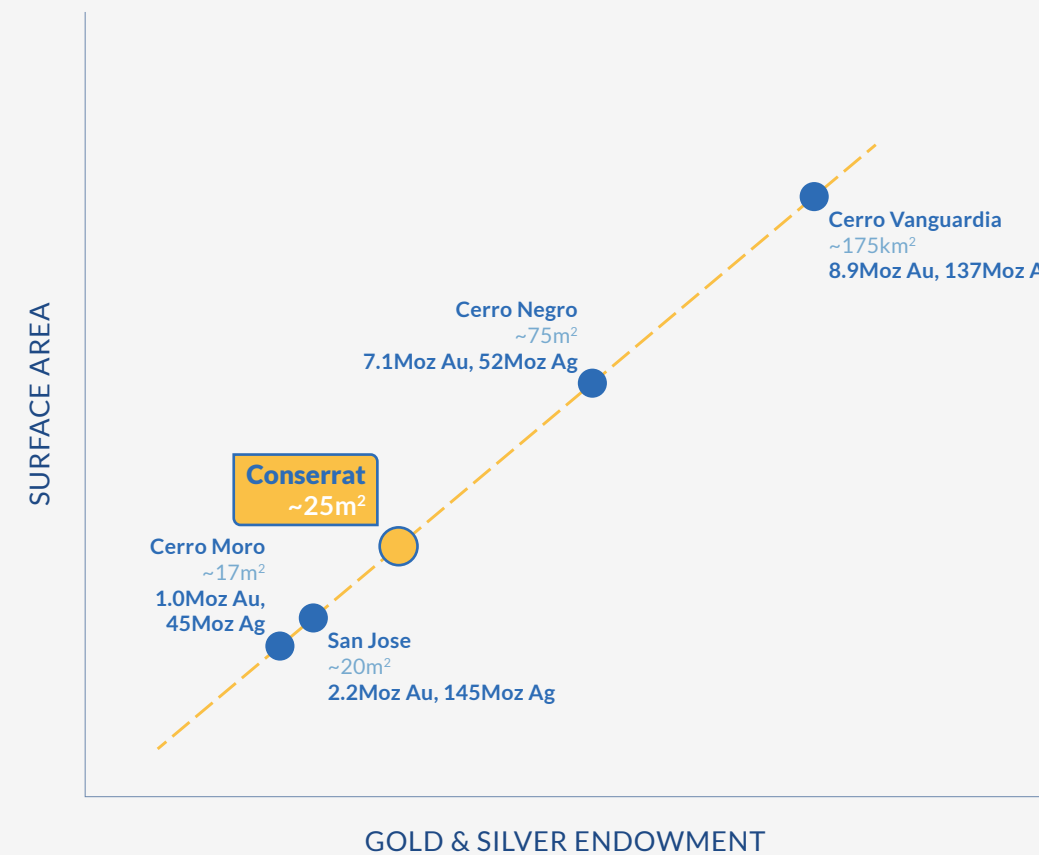 SURFACE AREA
Cerro Vanguardia
~175km²
8.9Moz Au, 137Moz A
Cerro Negro
~75m²
7.1Moz Au, 52Moz Ag
Conserrat
~25m²
Cerro Moro
~17m²
1.0Moz Au,
45Moz Ag
San Jose
~20m²
2.2Moz Au, 145Moz Ag
GOLD & SILVER ENDOWMENT